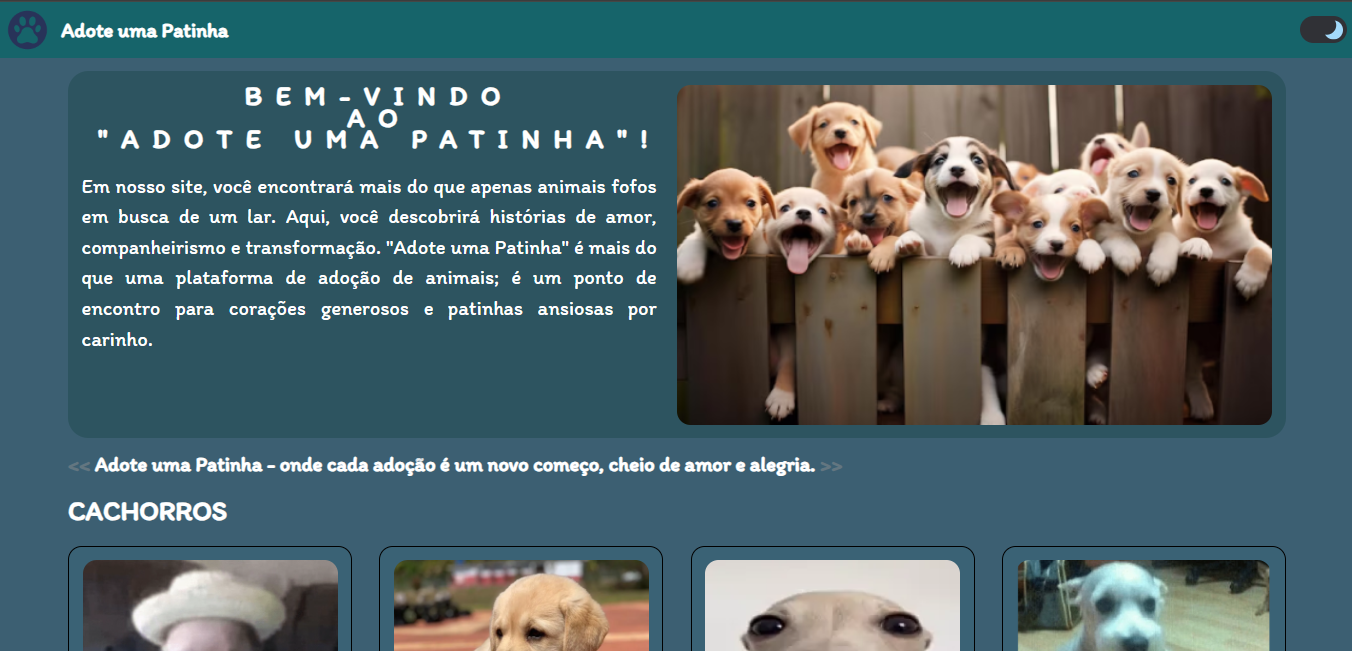 Adote uma Patinha
BEM-VINDO
AO
"ADOTE UMA PATINHA"!
Em nosso site, você encontrará mais do que apenas animais fofos
em busca de um lar. Aqui, você descobrirá histórias de amor,
companheirismo e transformação. "Adote uma Patinha" é mais do
que uma plataforma de adoção de animais; é um ponto de
encontro para corações generosos e patinhas ansiosas por
carinho.
<< Adote uma Patinha - onde cada adoção é um novo começo, cheio de amor e alegria. >>
CACHORROS